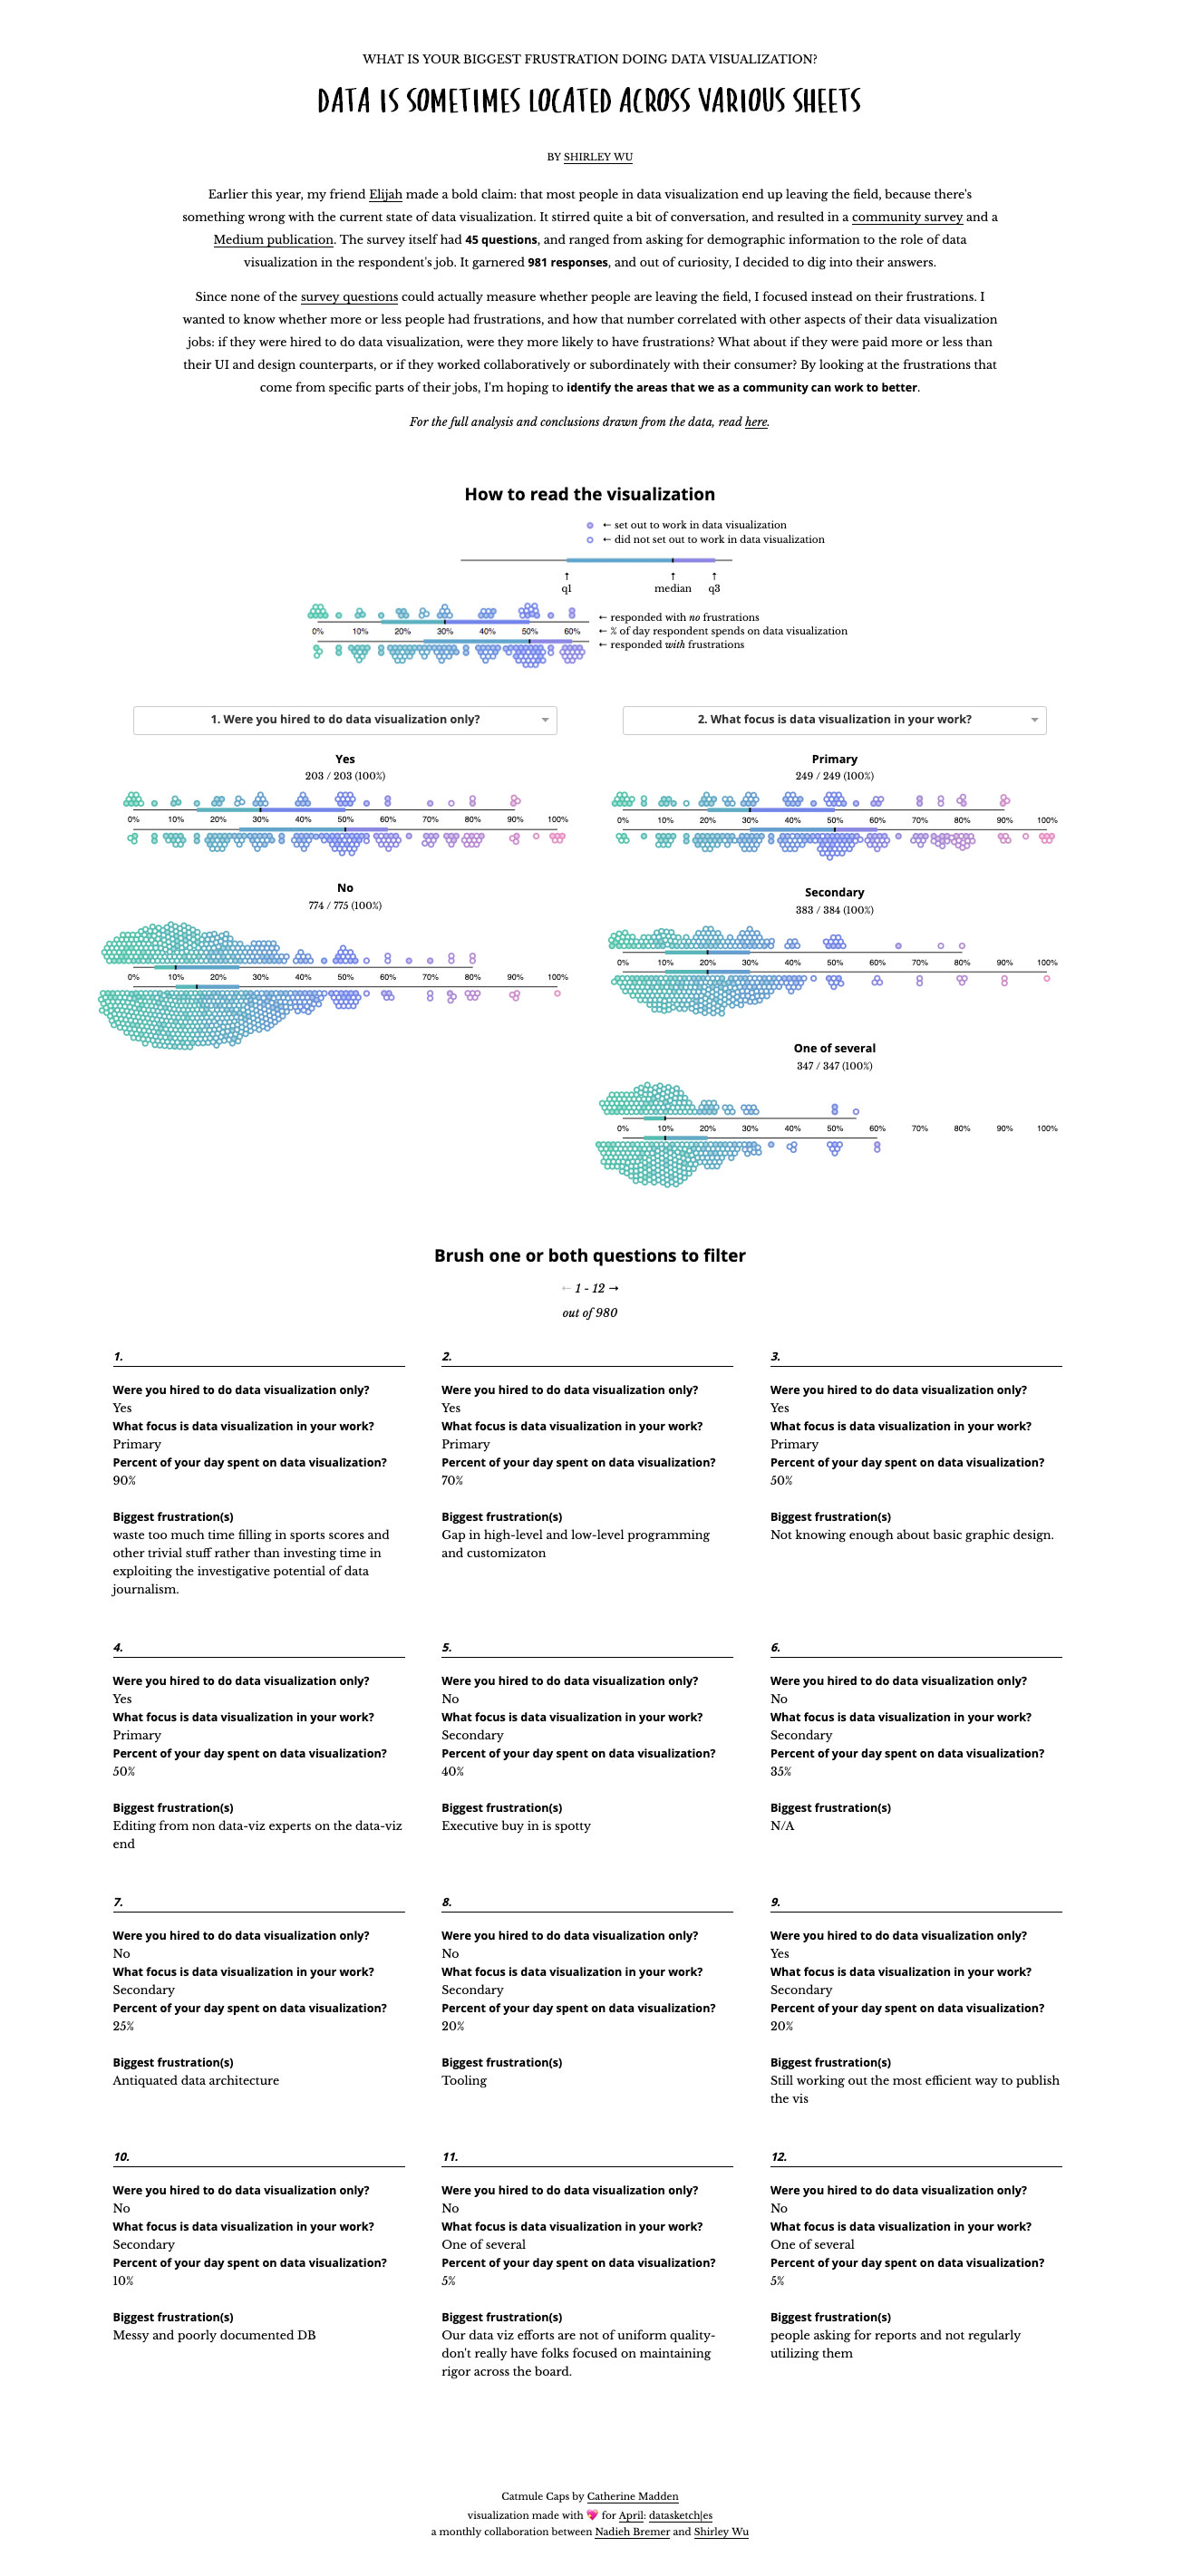 WHAT IS YOUR BIGGEST FRUSTRATION DOING DATA VISUALIZATION?
DATA IS SOMETIMES LOCATED ACROSS VARIOUS SHEETS
BY SHIRLEY WU
Earlier this year, my friend Elijah made a bold claim: that most people in data visualization end up leaving the field, because there's
something wrong with the current state of data visualization. It stirred quite a bit of conversation, and resulted in a community survey and a
Medium publication. The survey itself had 45 questions, and ranged from asking for demographic information to the role of data
visualization in the respondent's job. It garnered 981 responses, and out of curiosity, I decided to dig into their answers.
Since none of the survey questions could actually measure whether people are leaving the field, I focused instead on their frustrations. I
wanted to know whether more or less people had frustrations, and how that number correlated with other aspects of their data visualization
jobs: if they were hired to do data visualization, were they more likely to have frustrations? What about if they were paid more or less than
their UI and design counterparts, or if they worked collaboratively or subordinately with their consumer? By looking at the frustrations that
come from specific parts of their jobs, I'm hoping to identify the areas that we as a community can work to better.
For the full analysis and conclusions drawn from the data, read here.
How to read the visualization
← set out to work in data visualization
← did not set out to work in data visualization
↑ ↑ ↑
q1 median q3
← responded with no frustrations
0% 10% 20% 30% 40% 50% 60% ← % of day respondent spends on data visualization
← responded with frustrations
1. Were you hired to do data visualization only?
2. What focus is data visualization in your work?
Yes
203 / 203 (100%)
0% 10% 20% 30% 40% 50% 60% 70% 80% 90% 100%
No
774 / 775 (100%)
0% 10% 20% 30% 40% 50% 60% 70% 80% 90% 100%
Primary
249 / 249 (100%)
0% 10% 20% 30% 40% 50% 60% 70% 80% 90% 100%
Secondary
383 / 384 (100%)
0% 10% 20% 30% 40% 50% 60% 70% 80% 90% 100%
One of several
347 / 347 (100%)
0% 10% 20% 30% 40% 50% 60% 70% 80% 90% 100%
Brush one or both questions to filter
← 1 - 12 →
out of 980
1.
Were you hired to do data visualization only?
Yes
What focus is data visualization in your work?
Primary
Percent of your day spent on data visualization?
90%
Biggest frustration(s)
waste too much time filling in sports scores and
other trivial stuff rather than investing time in
exploiting the investigative potential of data
journalism.
2.
Were you hired to do data visualization only?
Yes
What focus is data visualization in your work?
Primary
Percent of your day spent on data visualization?
70%
Biggest frustration(s)
Gap in high-level and low-level programming
and customizaton
3.
Were you hired to do data visualization only?
Yes
What focus is data visualization in your work?
Primary
Percent of your day spent on data visualization?
50%
Biggest frustration(s)
Not knowing enough about basic graphic design.
4.
Were you hired to do data visualization only?
Yes
What focus is data visualization in your work?
Primary
Percent of your day spent on data visualization?
50%
Biggest frustration(s)
Editing from non data-viz experts on the data-viz
end
5.
Were you hired to do data visualization only?
No
What focus is data visualization in your work?
Secondary
Percent of your day spent on data visualization?
40%
Biggest frustration(s)
Executive buy in is spotty
6.
Were you hired to do data visualization only?
No
What focus is data visualization in your work?
Secondary
Percent of your day spent on data visualization?
35%
Biggest frustration(s)
N/A
7.
Were you hired to do data visualization only?
No
What focus is data visualization in your work?
Secondary
Percent of your day spent on data visualization?
25%
Biggest frustration(s)
Antiquated data architecture
8.
Were you hired to do data visualization only?
No
What focus is data visualization in your work?
Secondary
Percent of your day spent on data visualization?
20%
Biggest frustration(s)
Tooling
9.
Were you hired to do data visualization only?
Yes
What focus is data visualization in your work?
Secondary
Percent of your day spent on data visualization?
20%
Biggest frustration(s)
Still working out the most efficient way to publish
the vis
10.
Were you hired to do data visualization only?
No
What focus is data visualization in your work?
Secondary
Percent of your day spent on data visualization?
10%
Biggest frustration(s)
Messy and poorly documented DB
11.
Were you hired to do data visualization only?
No
What focus is data visualization in your work?
One of several
Percent of your day spent on data visualization?
5%
Biggest frustration(s)
Our data viz efforts are not of uniform quality-
don't really have folks focused on maintaining
rigor across the board.
12.
Were you hired to do data visualization only?
No
What focus is data visualization in your work?
One of several
Percent of your day spent on data visualization?
5%
Biggest frustration(s)
people asking for reports and not regularly
utilizing them
Catmule Caps by Catherine Madden
visualization made with 💖 for April: datasketch|es
a monthly collaboration between Nadieh Bremer and Shirley Wu